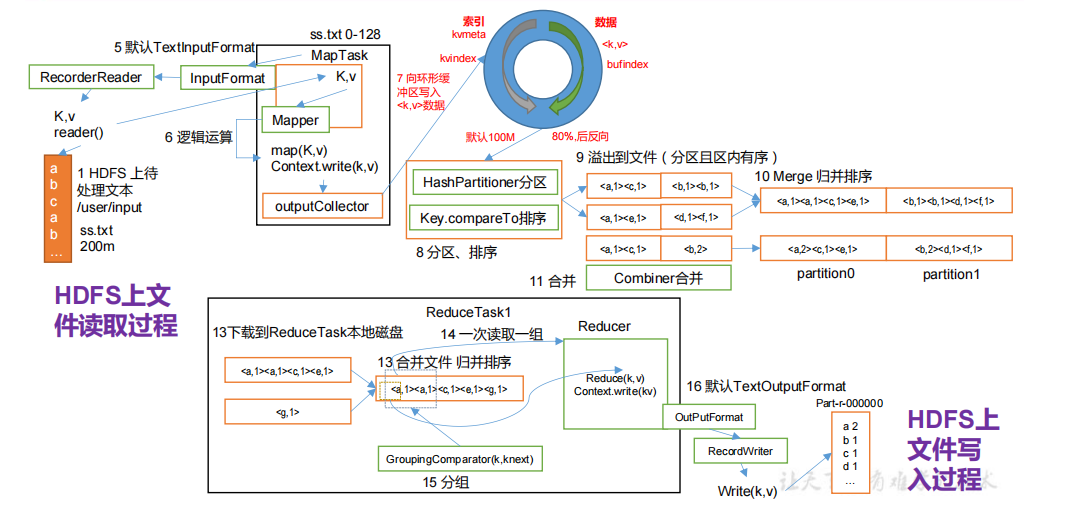 ss.txt 0-128
5 默认TextInputFormat
MapTask
RecorderReader
InputFormat
K,v
K,v
reader()
Mapper
6 逻辑运算
map(K,v)
Context.write(k,v)
outputCollector
a
b
c
a
b
...
1 HDFS 上待
处理文本
/user/input
ss.txt
200m
HDFS上文
件读取过程
7 向环形缓
冲区写入
<k,v>数据
索引
kvmeta
kvindex
数据
<k,v>
bufindex
默认100M
80%,后反向
HashPartitioner分区
Key.compareTo排序
8 分区、排序
9 溢出到文件（分区且区内有序）
<a,1><c,1>
<b,1><b,1>
<a,1><e,1>
<d,1><f,1>
<a,1><c,1>
<b,2>
11 合并
Combiner合并
10 Merge 归并排序
<a,1><a,1><c,1><e,1>
<b,1><b,1><d,1><f,1>
<a,2><c,1><e,1>
<b,2><d,1><f,1>
partition0
partition1
ReduceTask1
13下载到ReduceTask本地磁盘
14 一次读取一组
Reducer
<a,1><a,1><c,1><e,1>
13 合并文件 归并排序
<a,1><a,1><c,1><e,1><g,1>
<g,1>
GroupingComparator(k,knext)
15 分组
Reduce(k,v)
Context.write(kv)
16 默认TextOutputFormat
OutPutFormat
RecordWriter
Write(k,v)
Part-r-000000
a 2
b 1
c 1
d 1
...
HDFS上
文件写
入过程